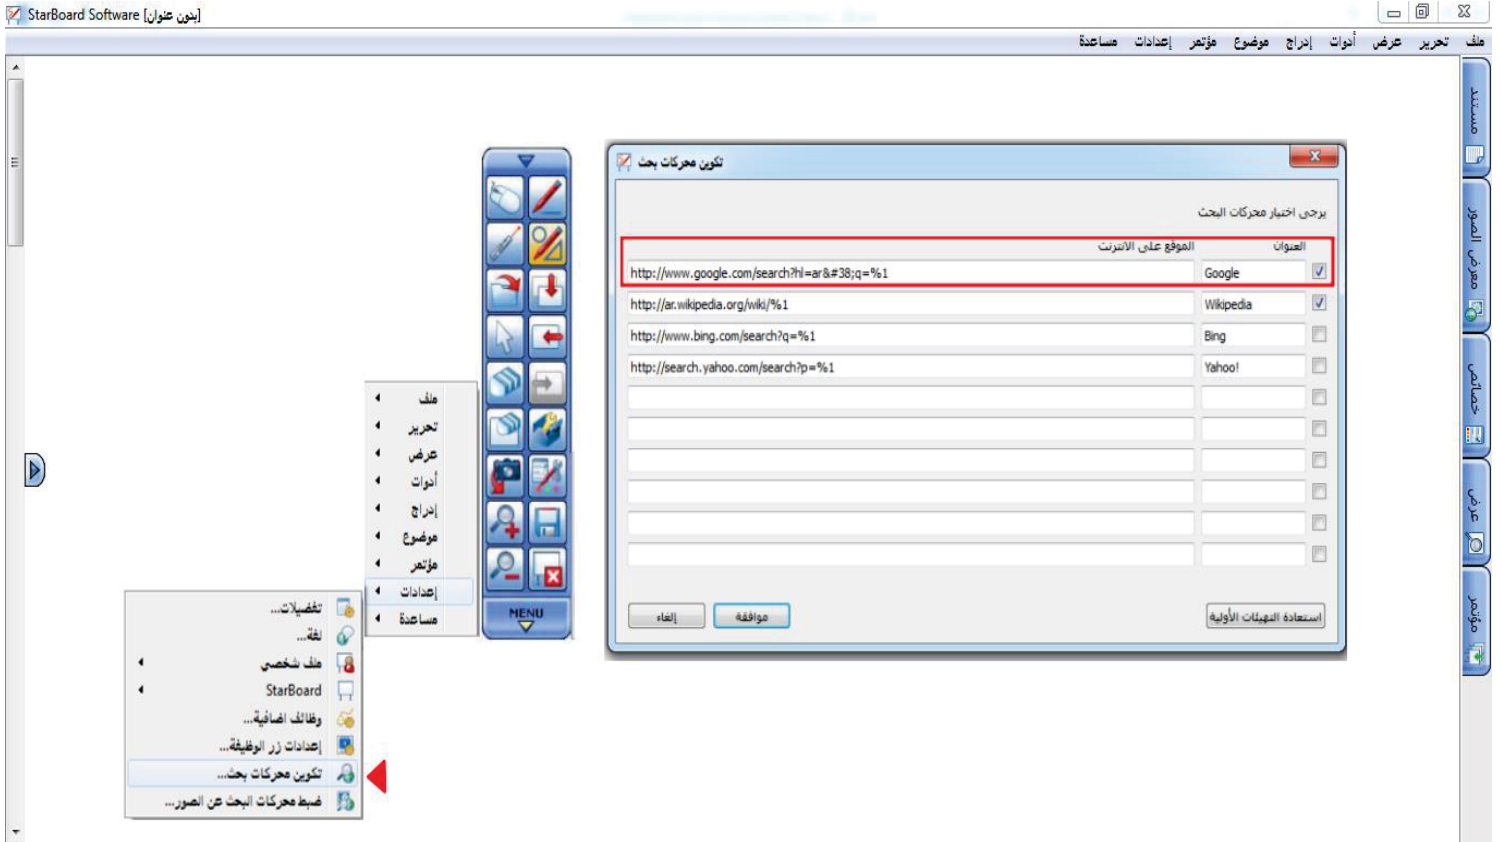 StarBoard Software [بدون عنوان]
ملف تحرير عرض أدوات إدراج موضوع مؤتمر إعدادات مساعدة
مستند
معرض الصور
خصائص
عرض
مؤتمر
تكوين محركات بحث
يرجى اختيار محركات البحث
العنوان الموقع على الانترنت
Google http://www.google.com/search?hl=ar&#38;q=%1
Wikipedia http://ar.wikipedia.org/wiki/%1
Bing http://www.bing.com/search?q=%1
Yahoo! http://search.yahoo.com/search?p=%1
استعادة التهيئات الأولية موافقة إلغاء
MENU
ملف
تحرير
عرض
أدوات
إدراج
موضوع
مؤتمر
إعدادات
مساعدة
تفضيلات...
لغة...
ملف شخصي
StarBoard
وظائف اضافية...
إعدادات زر الوظيفة...
تكوين محركات بحث...
ضبط محركات البحث عن الصور...